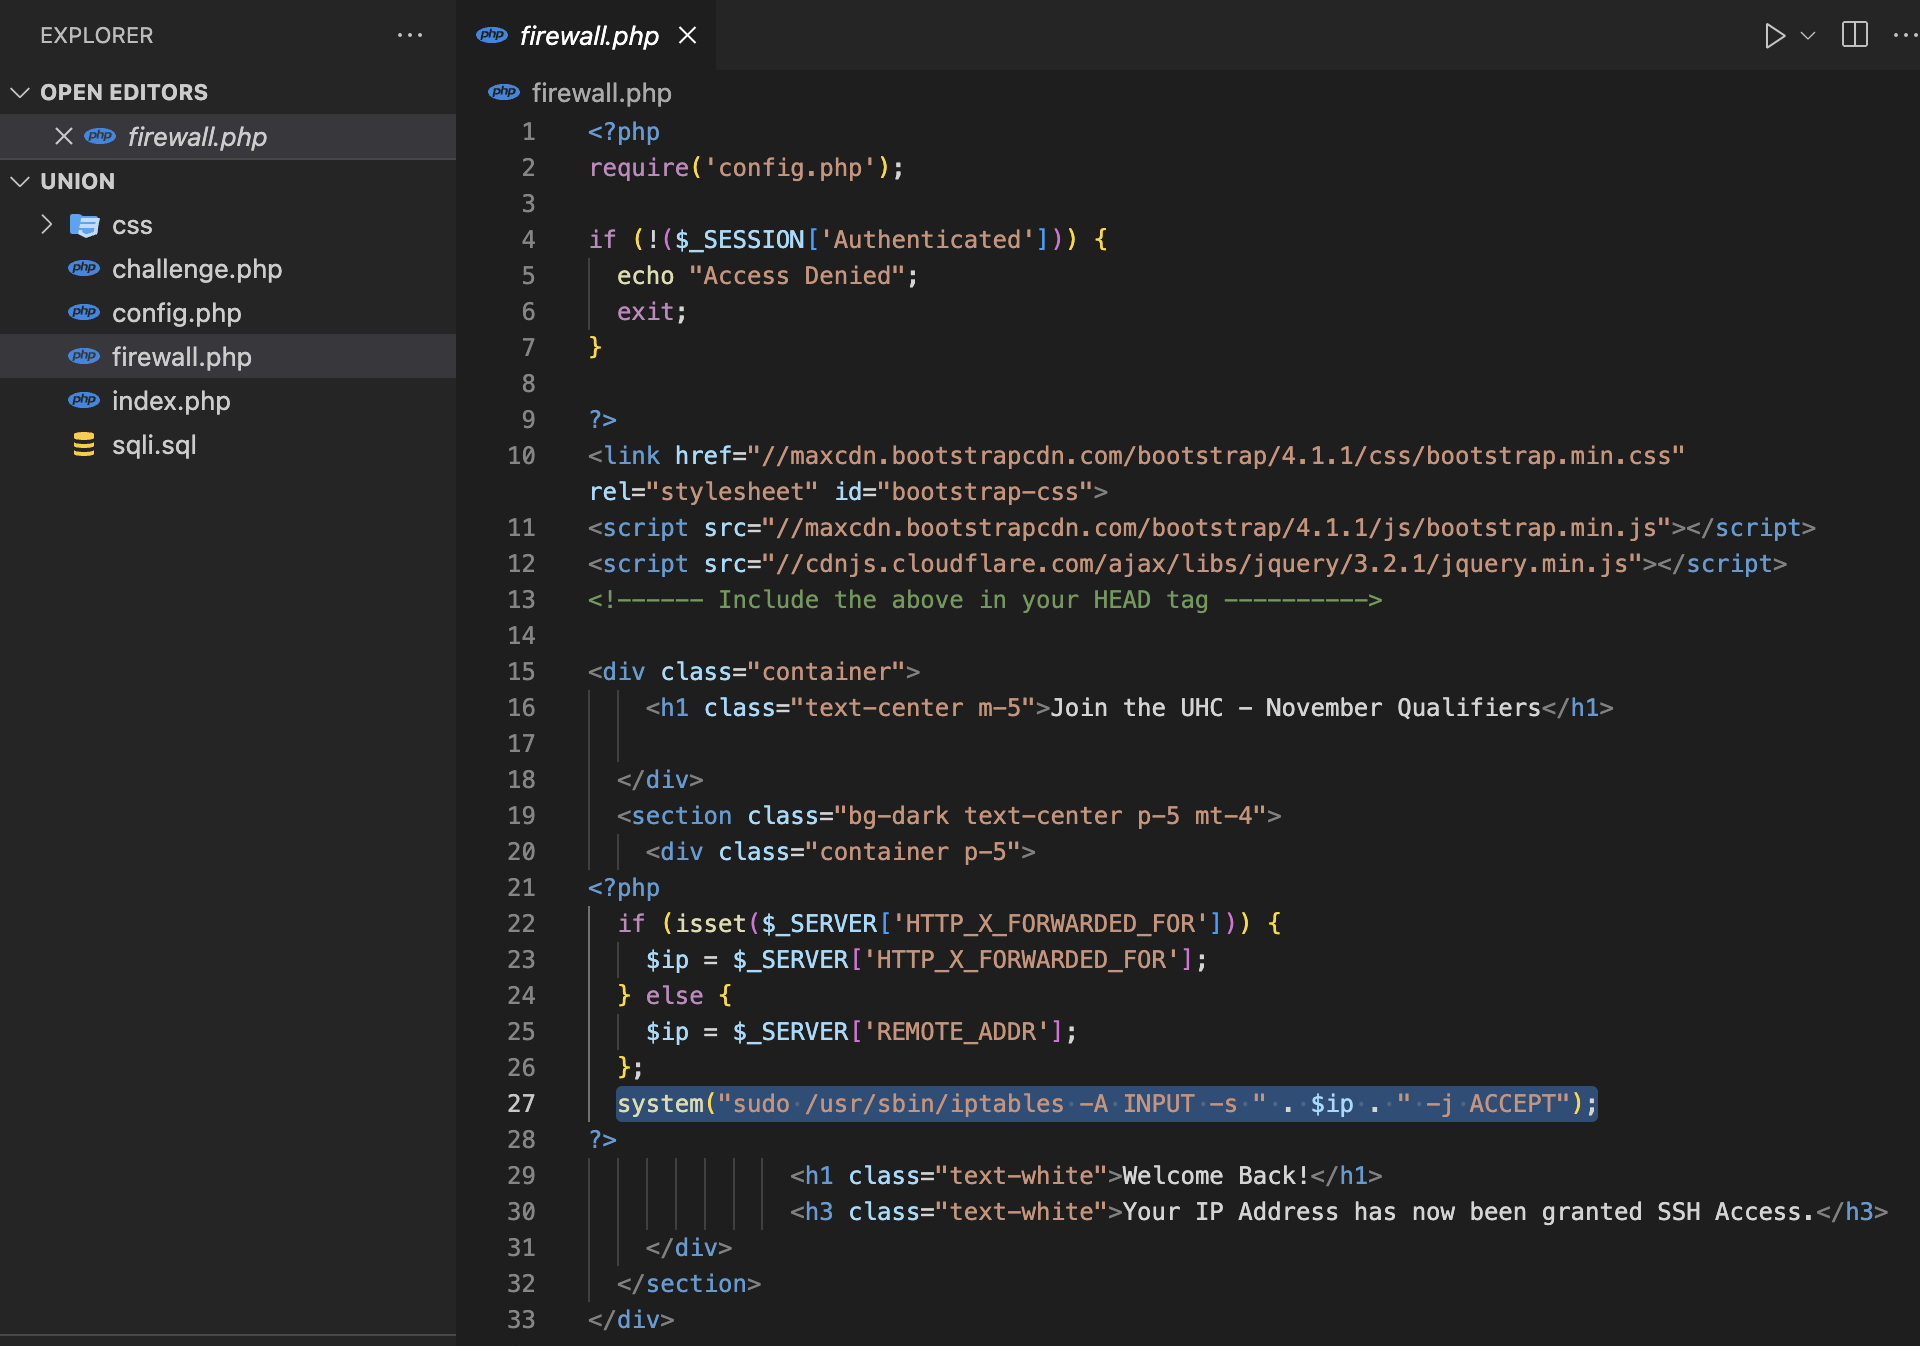 EXPLORER
OPEN EDITORS
firewall.php
UNION
css
challenge.php
config.php
firewall.php
index.php
sqli.sql
firewall.php
firewall.php
1 <?php
2 require('config.php');
3
4 if (!($_SESSION['Authenticated'])) {
5 echo "Access Denied";
6 exit;
7 }
8
9 ?>
10 <link href="//maxcdn.bootstrapcdn.com/bootstrap/4.1.1/css/bootstrap.min.css"
rel="stylesheet" id="bootstrap-css">
11 <script src="//maxcdn.bootstrapcdn.com/bootstrap/4.1.1/js/bootstrap.min.js"></script>
12 <script src="//cdnjs.cloudflare.com/ajax/libs/jquery/3.2.1/jquery.min.js"></script>
13 <!------ Include the above in your HEAD tag ---------->
14
15 <div class="container">
16 <h1 class="text-center m-5">Join the UHC - November Qualifiers</h1>
17
18 </div>
19 <section class="bg-dark text-center p-5 mt-4">
20 <div class="container p-5">
21 <?php
22 if (isset($_SERVER['HTTP_X_FORWARDED_FOR'])) {
23 $ip = $_SERVER['HTTP_X_FORWARDED_FOR'];
24 } else {
25 $ip = $_SERVER['REMOTE_ADDR'];
26 };
27 system("sudo /usr/sbin/iptables -A INPUT -s " . $ip . " -j ACCEPT");
28 ?>
29 <h1 class="text-white">Welcome Back!</h1>
30 <h3 class="text-white">Your IP Address has now been granted SSH Access.</h3>
31 </div>
32 </section>
33 </div>